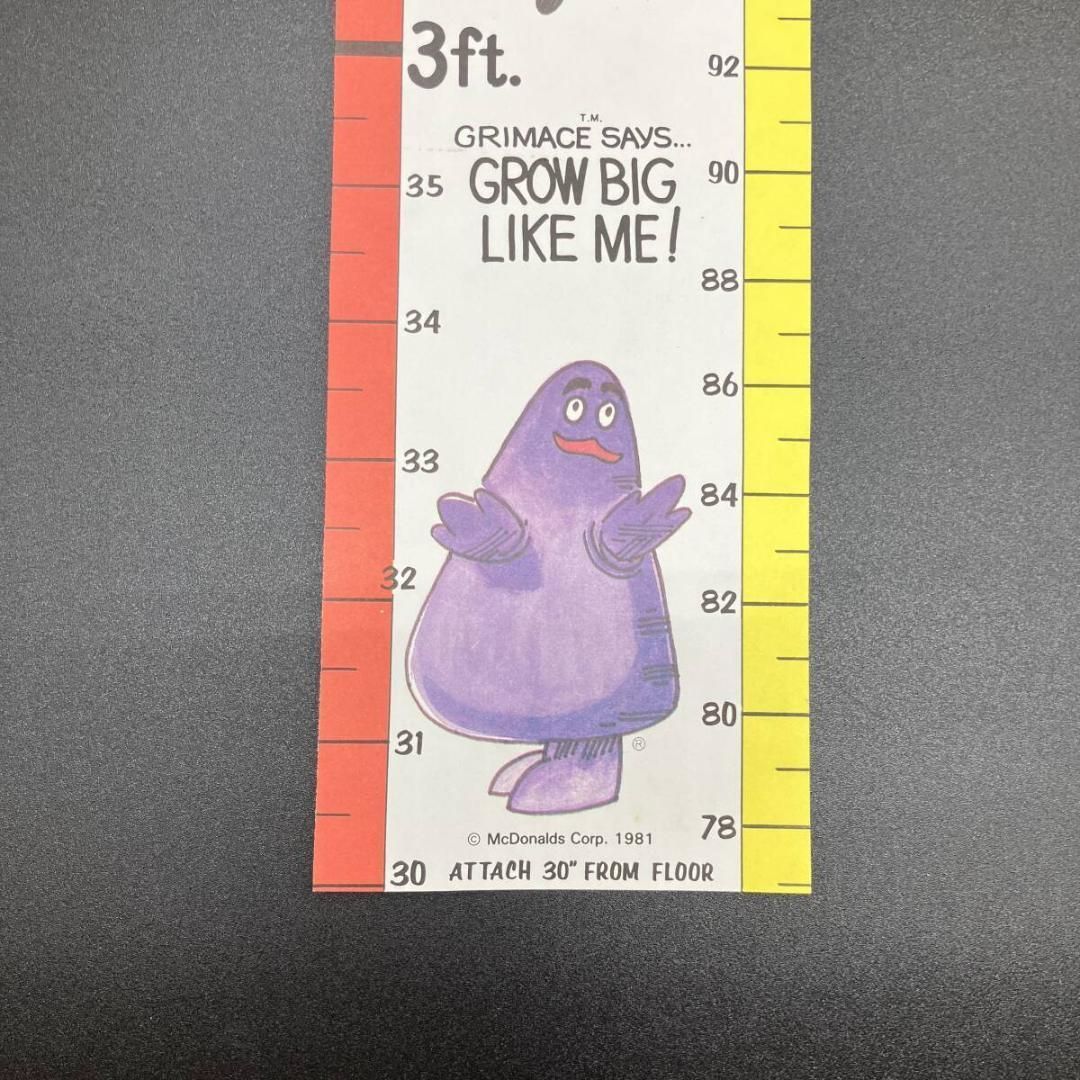 3ft.
92
T.M.
GRIMACE SAYS...
GROW BIG
LIKE ME!
35
90
88
34
86
33
84
32
82
31
80
®
78
© McDonalds Corp. 1981
30
ATTACH 30" FROM FLOOR